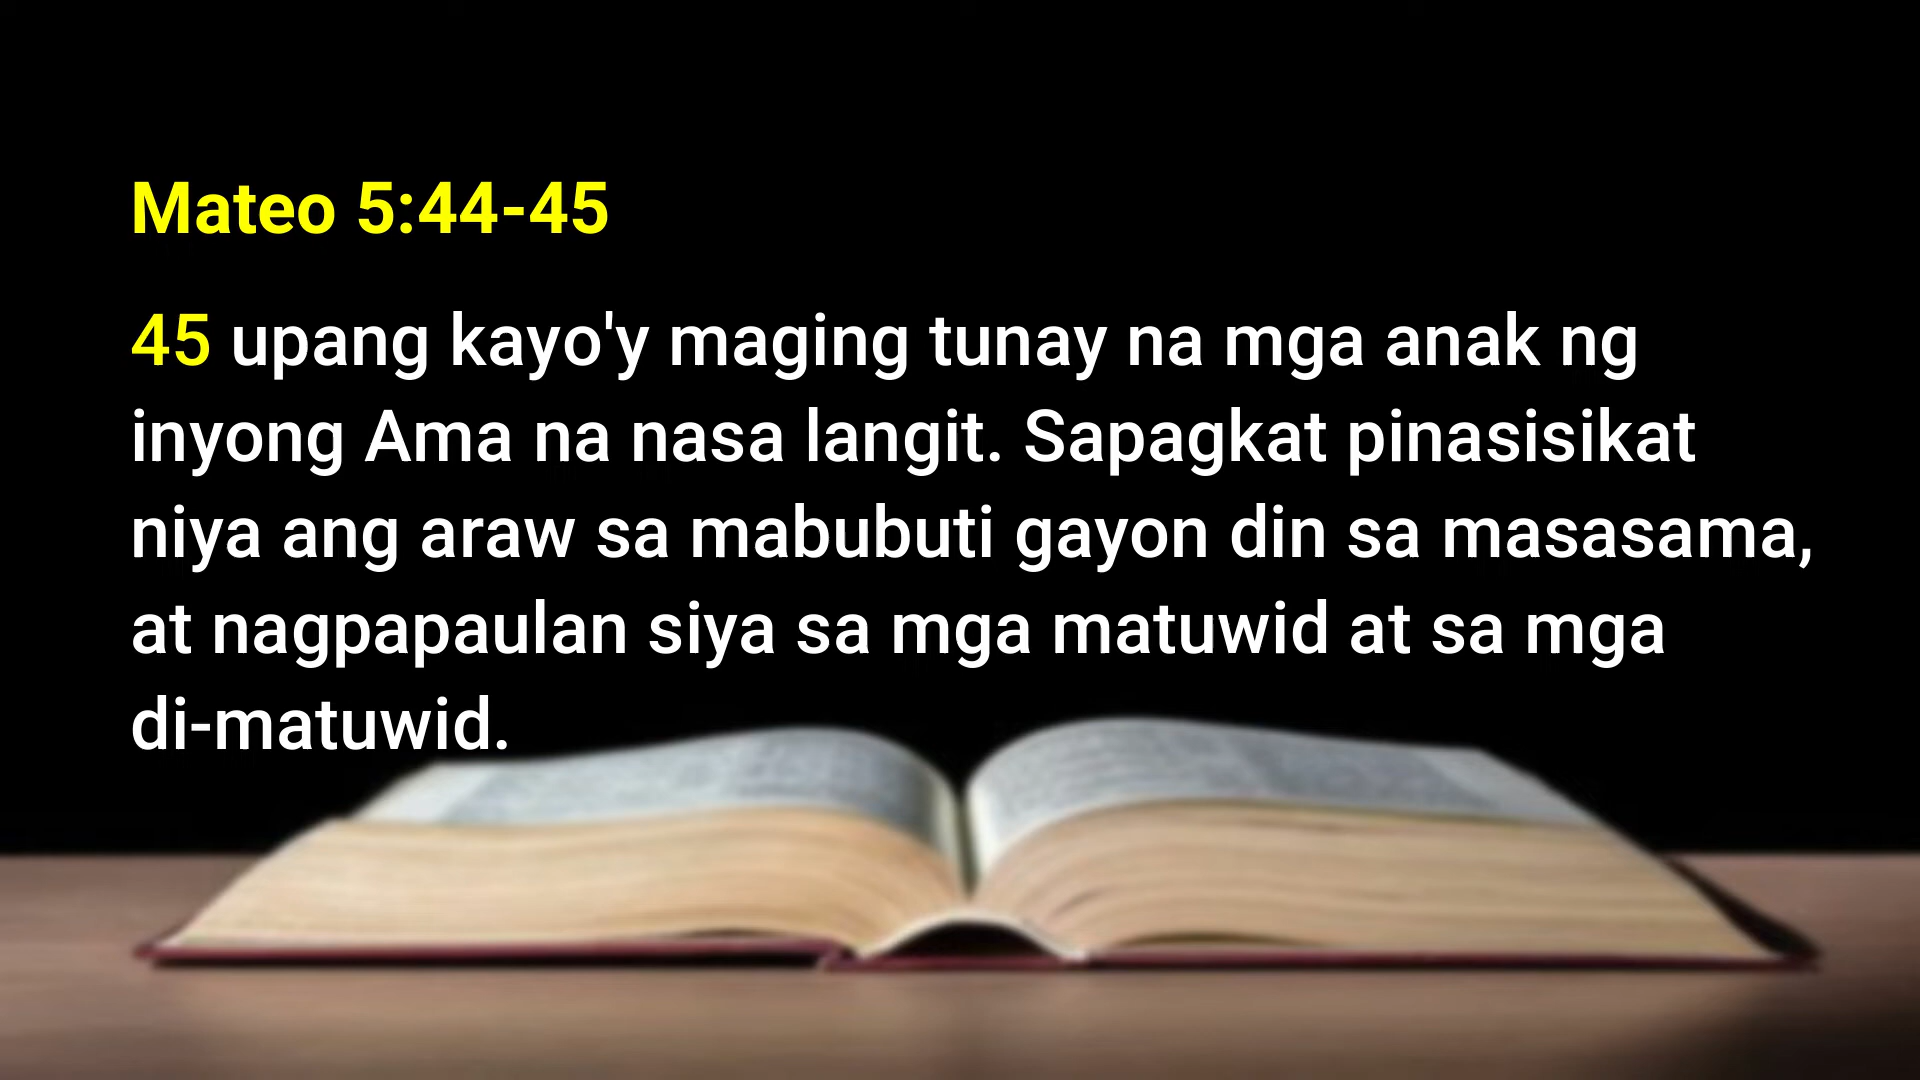 Mateo 5:44-45
45 upang kayo'y maging tunay na mga anak ng
inyong Ama na nasa langit. Sapagkat pinasisikat
niya ang araw sa mabubuti gayon din sa masasama,
at nagpapaulan siya sa mga matuwid at sa mga
di-matuwid.